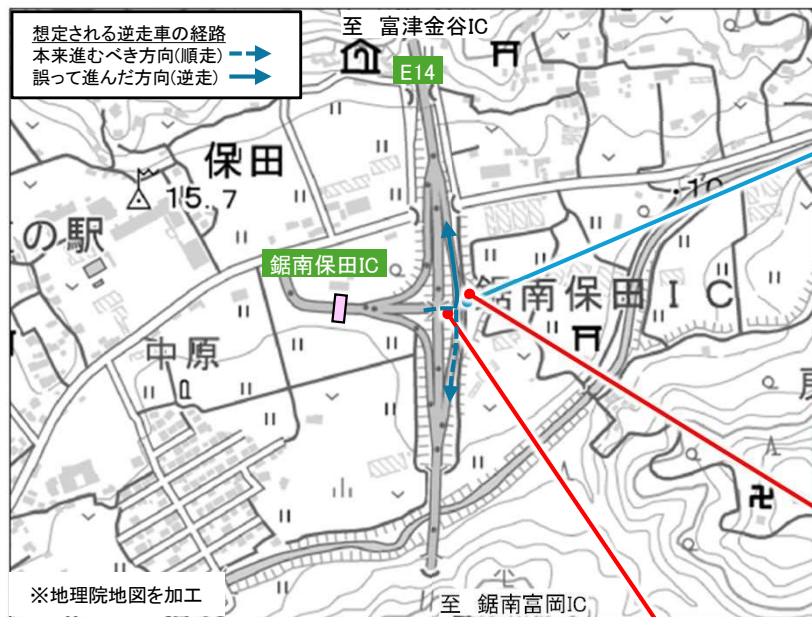 想定される逆走車の経路
本来進むべき方向(順走)
誤って進んだ方向(逆走)
至 富津金谷IC
E14
保田
15.7
の駅
鋸南保田IC
鋸南保田IC
中原
※地理院地図を加工
至 鋸南富岡IC